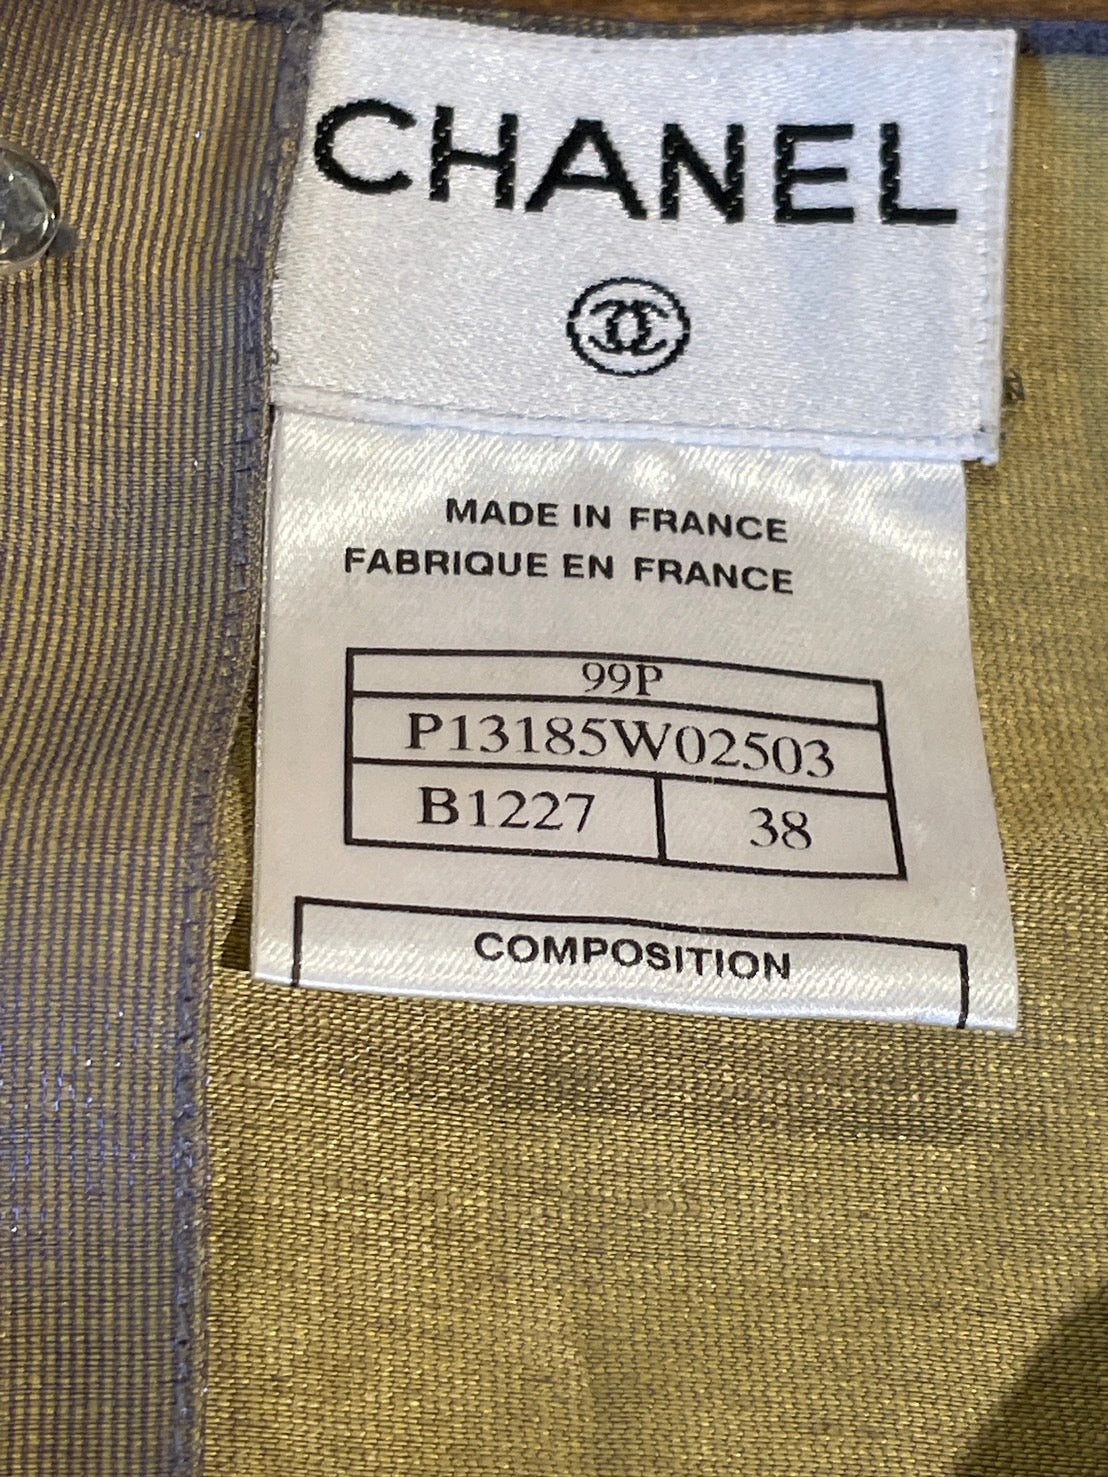 CHANEL
MADE IN FRANCE
FABRIQUE EN FRANCE
99P
P13185W02503
B1227 38
COMPOSITION